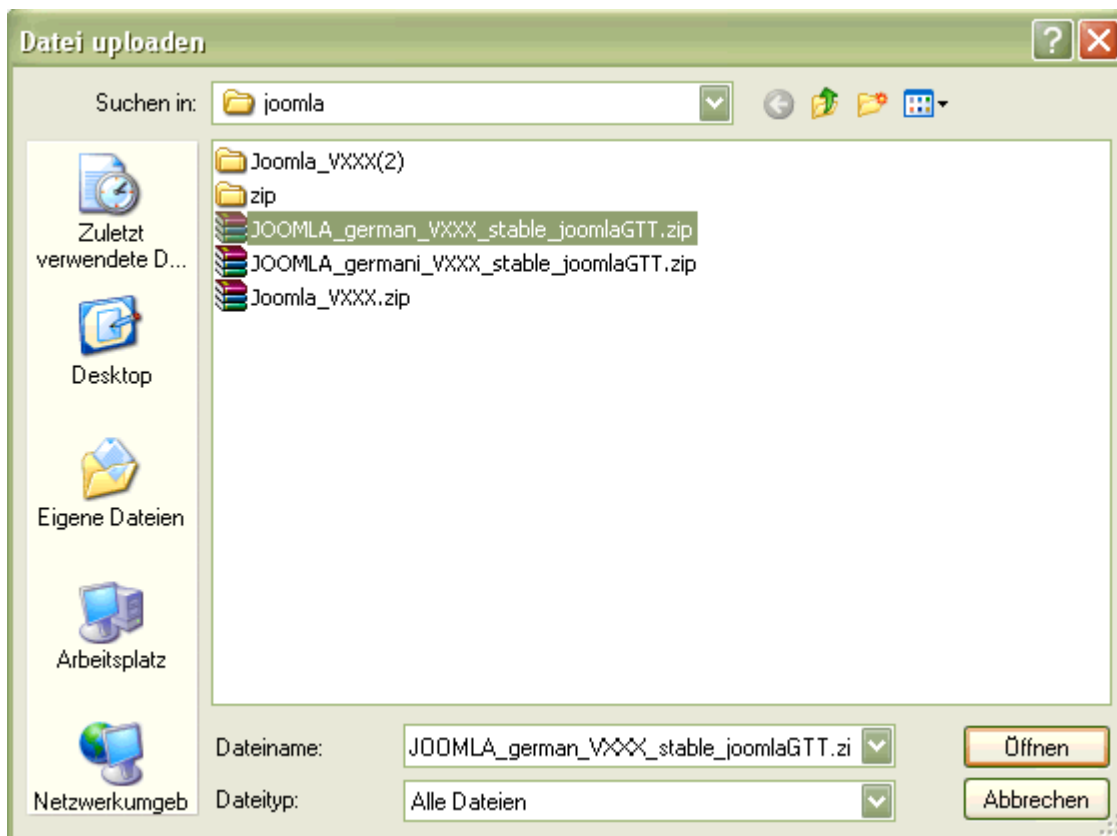 Datei uploaden
Suchen in:
joomla
Joomla_VXXX(2)
zip
JOOMLA_german_VXXX_stable_joomlaGTT.zip
JOOMLA_germani_VXXX_stable_joomlaGTT.zip
Joomla_VXXX.zip
Zuletzt
verwendete D...
Desktop
Eigene Dateien
Arbeitsplatz
Netzwerkumgeb
Dateiname:
JOOMLA_german_VXXX_stable_joomlaGTT.zi
Öffnen
Dateityp:
Alle Dateien
Abbrechen